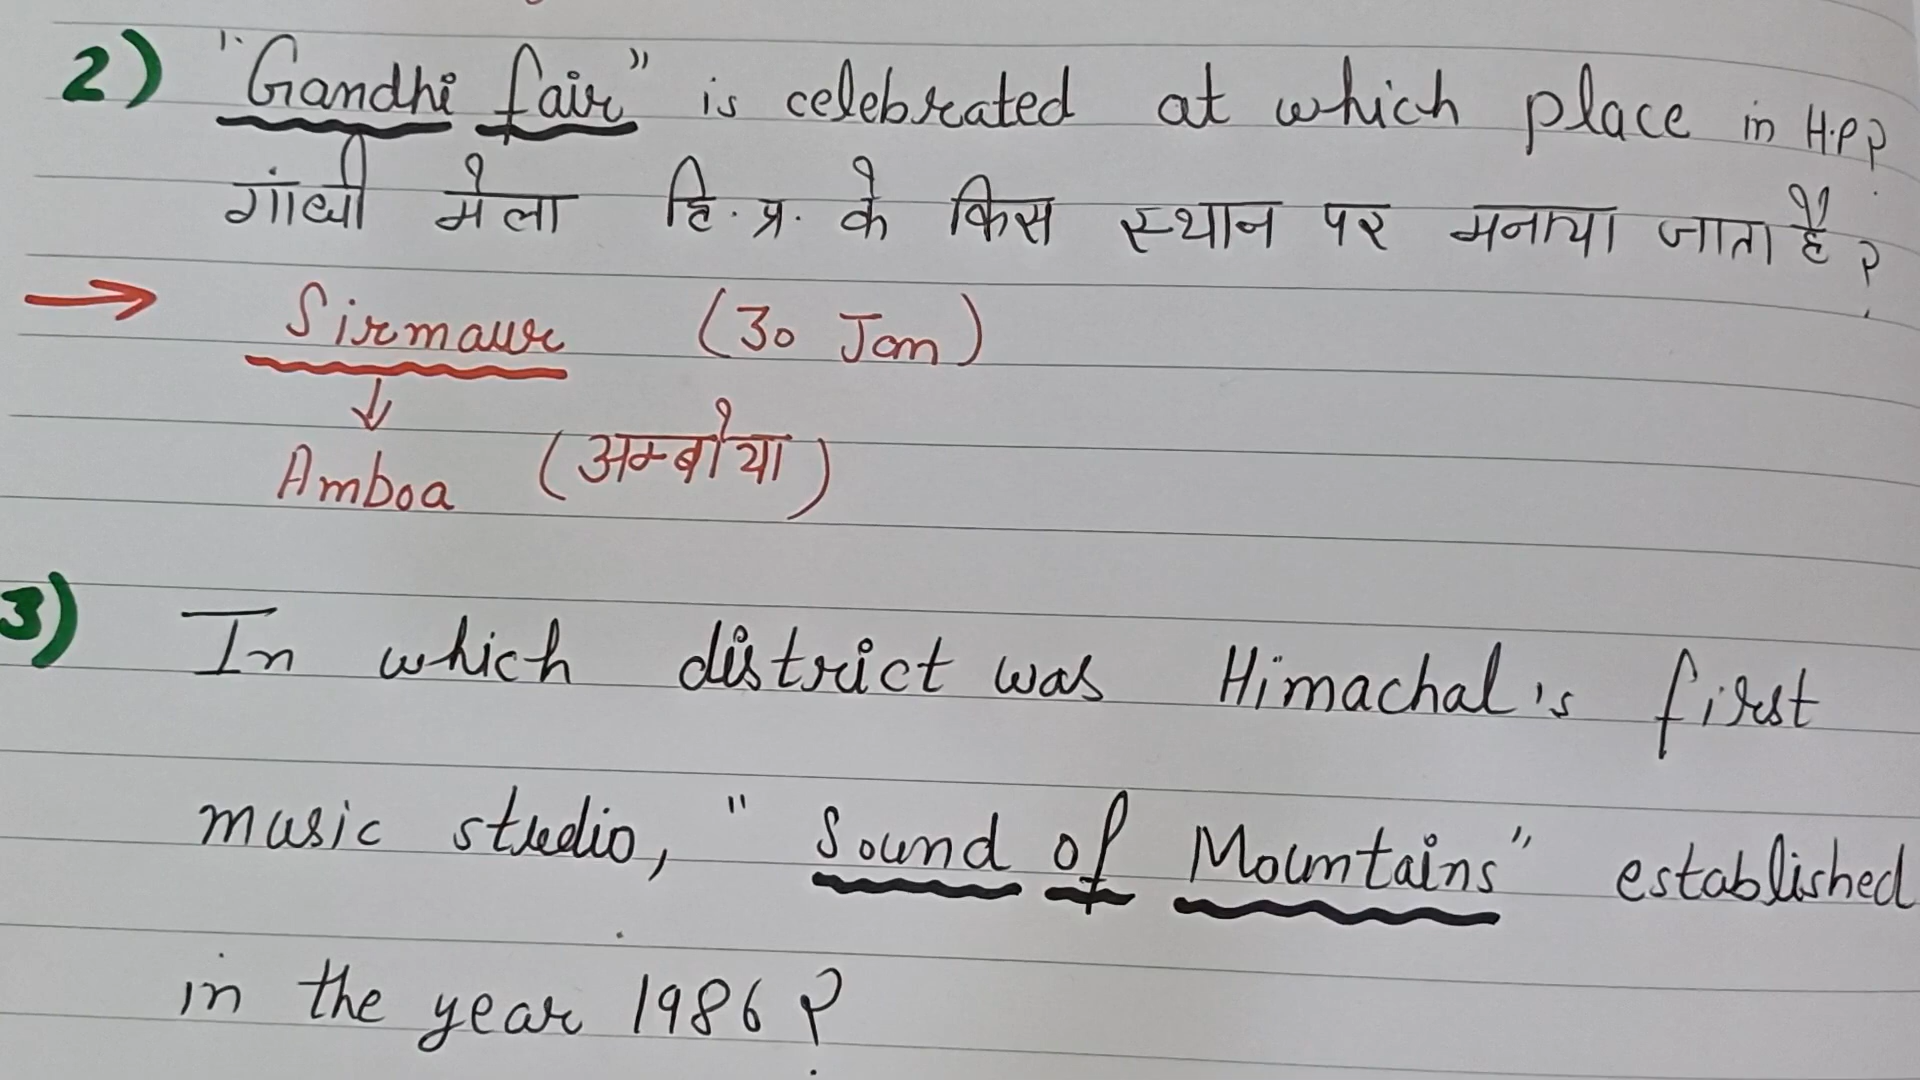 2) "Gandhi fair" is celebrated at which place in H.P?
गांधी मेला हि.प्र. के किस स्थान पर मनाया जाता है?
→ Sirmaur (30 Jan)
↓
Amboa (अम्बोया)
3) In which district was Himachal's first
music studio, "Sound of Mountains" established
in the year 1986?